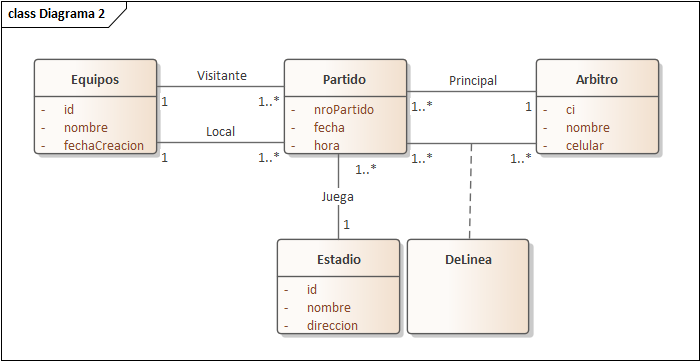 class Diagrama 2
Equipos
- id
- nombre
- fechaCreacion
Visitante
1
1..*
Local
1
1..*
Partido
- nroPartido
- fecha
- hora
Principal
1..*
1
1..*
1..*
Arbitro
- ci
- nombre
- celular
1..*
Juega
1
Estadio
- id
- nombre
- direccion
DeLinea